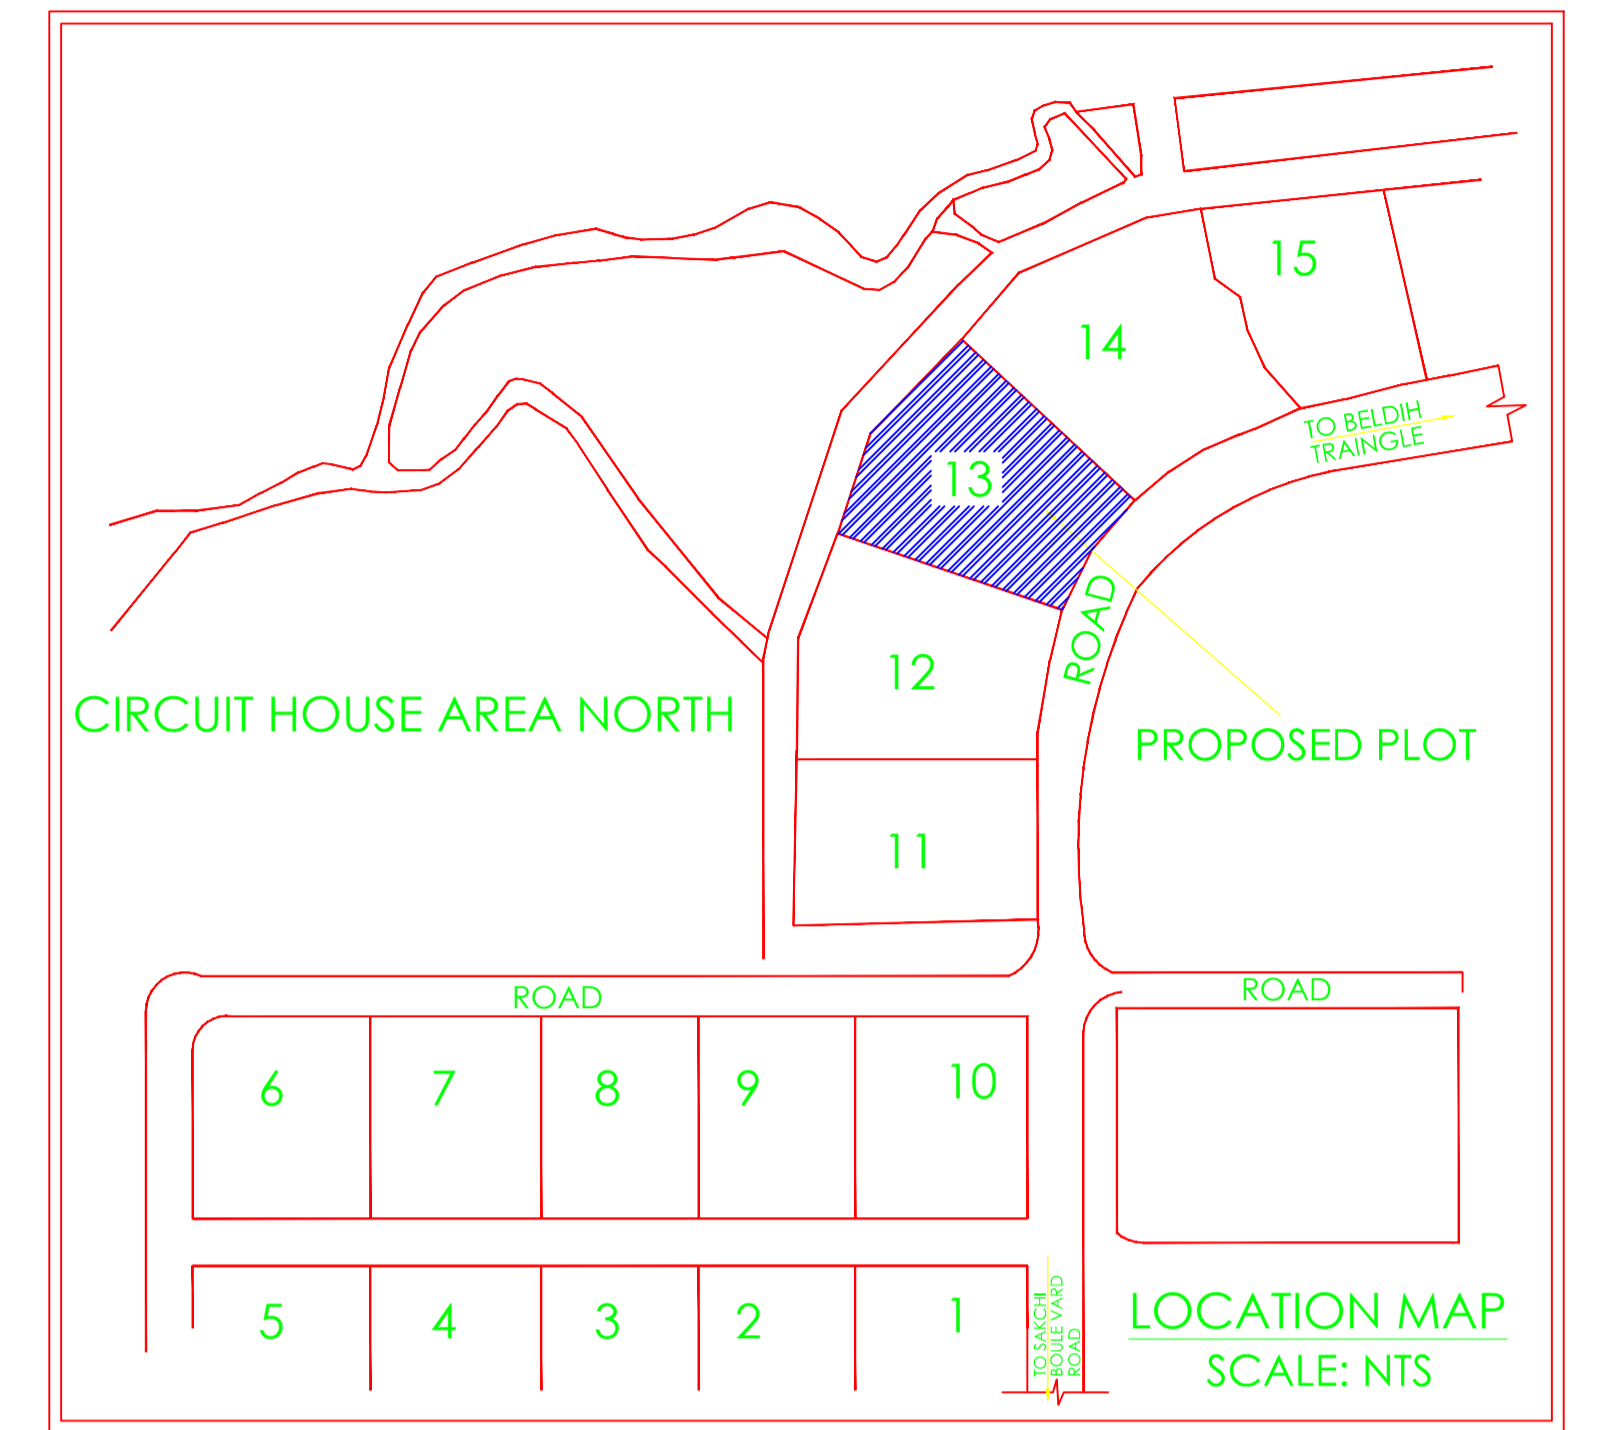 15
14
TO BELDIH
TRAINGLE
13
ROAD
12
CIRCUIT HOUSE AREA NORTH
PROPOSED PLOT
11
ROAD
ROAD
6
7
8
9
10
5
4
3
2
1
TO SAKCHI
BOULE VARD
ROAD
LOCATION MAP
SCALE: NTS